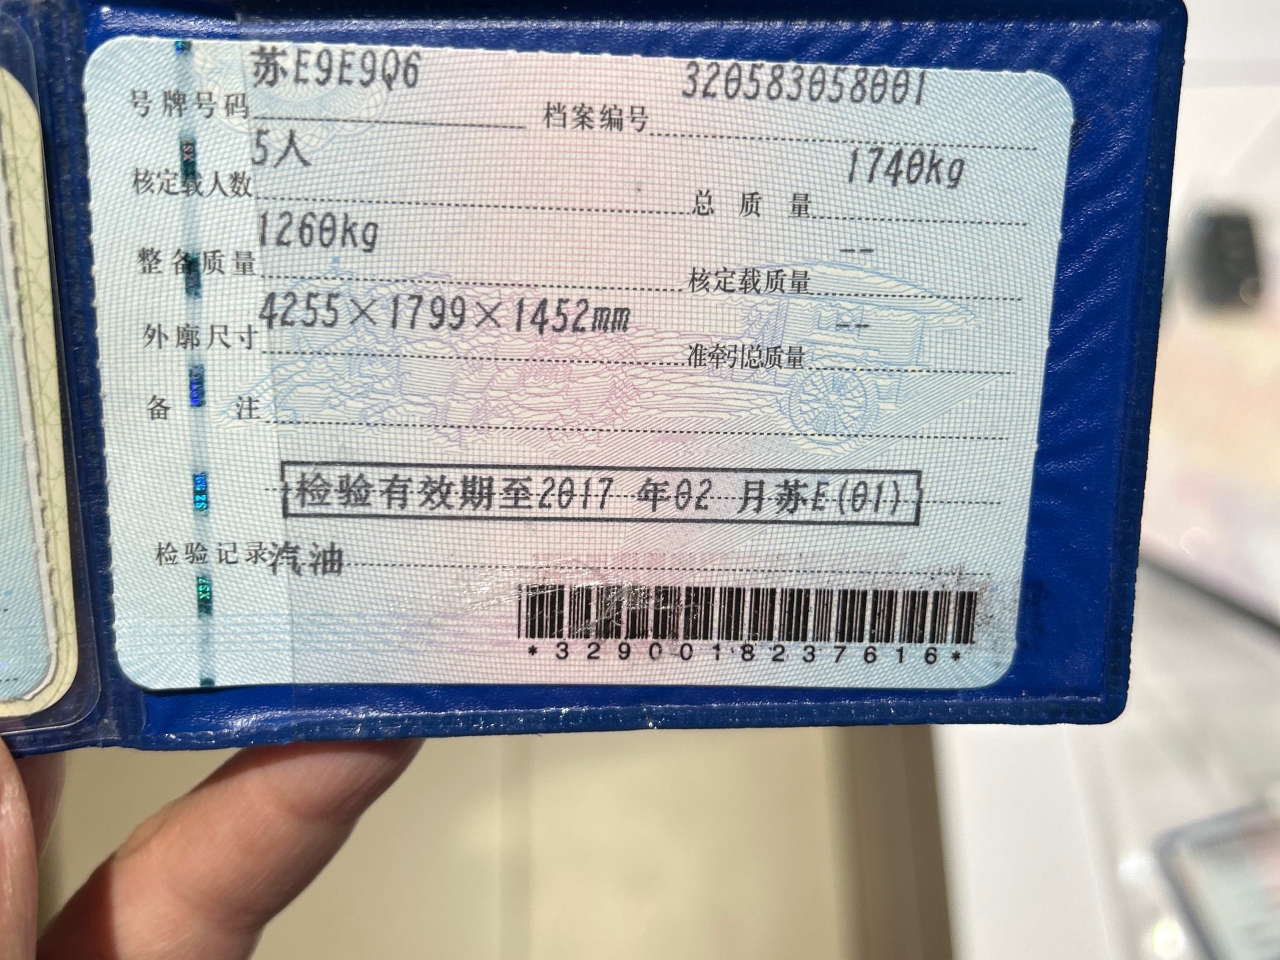 号牌号码 苏E9E9Q6 档案编号 320583058001
核定载人数 5人 总质量 1740kg
整备质量 1260kg 核定载质量 --
外廓尺寸 4255×1799×1452mm 准牵引总质量 --
备注
检验有效期至2017年02月苏E(01)
检验记录 汽油
*3290018237616*